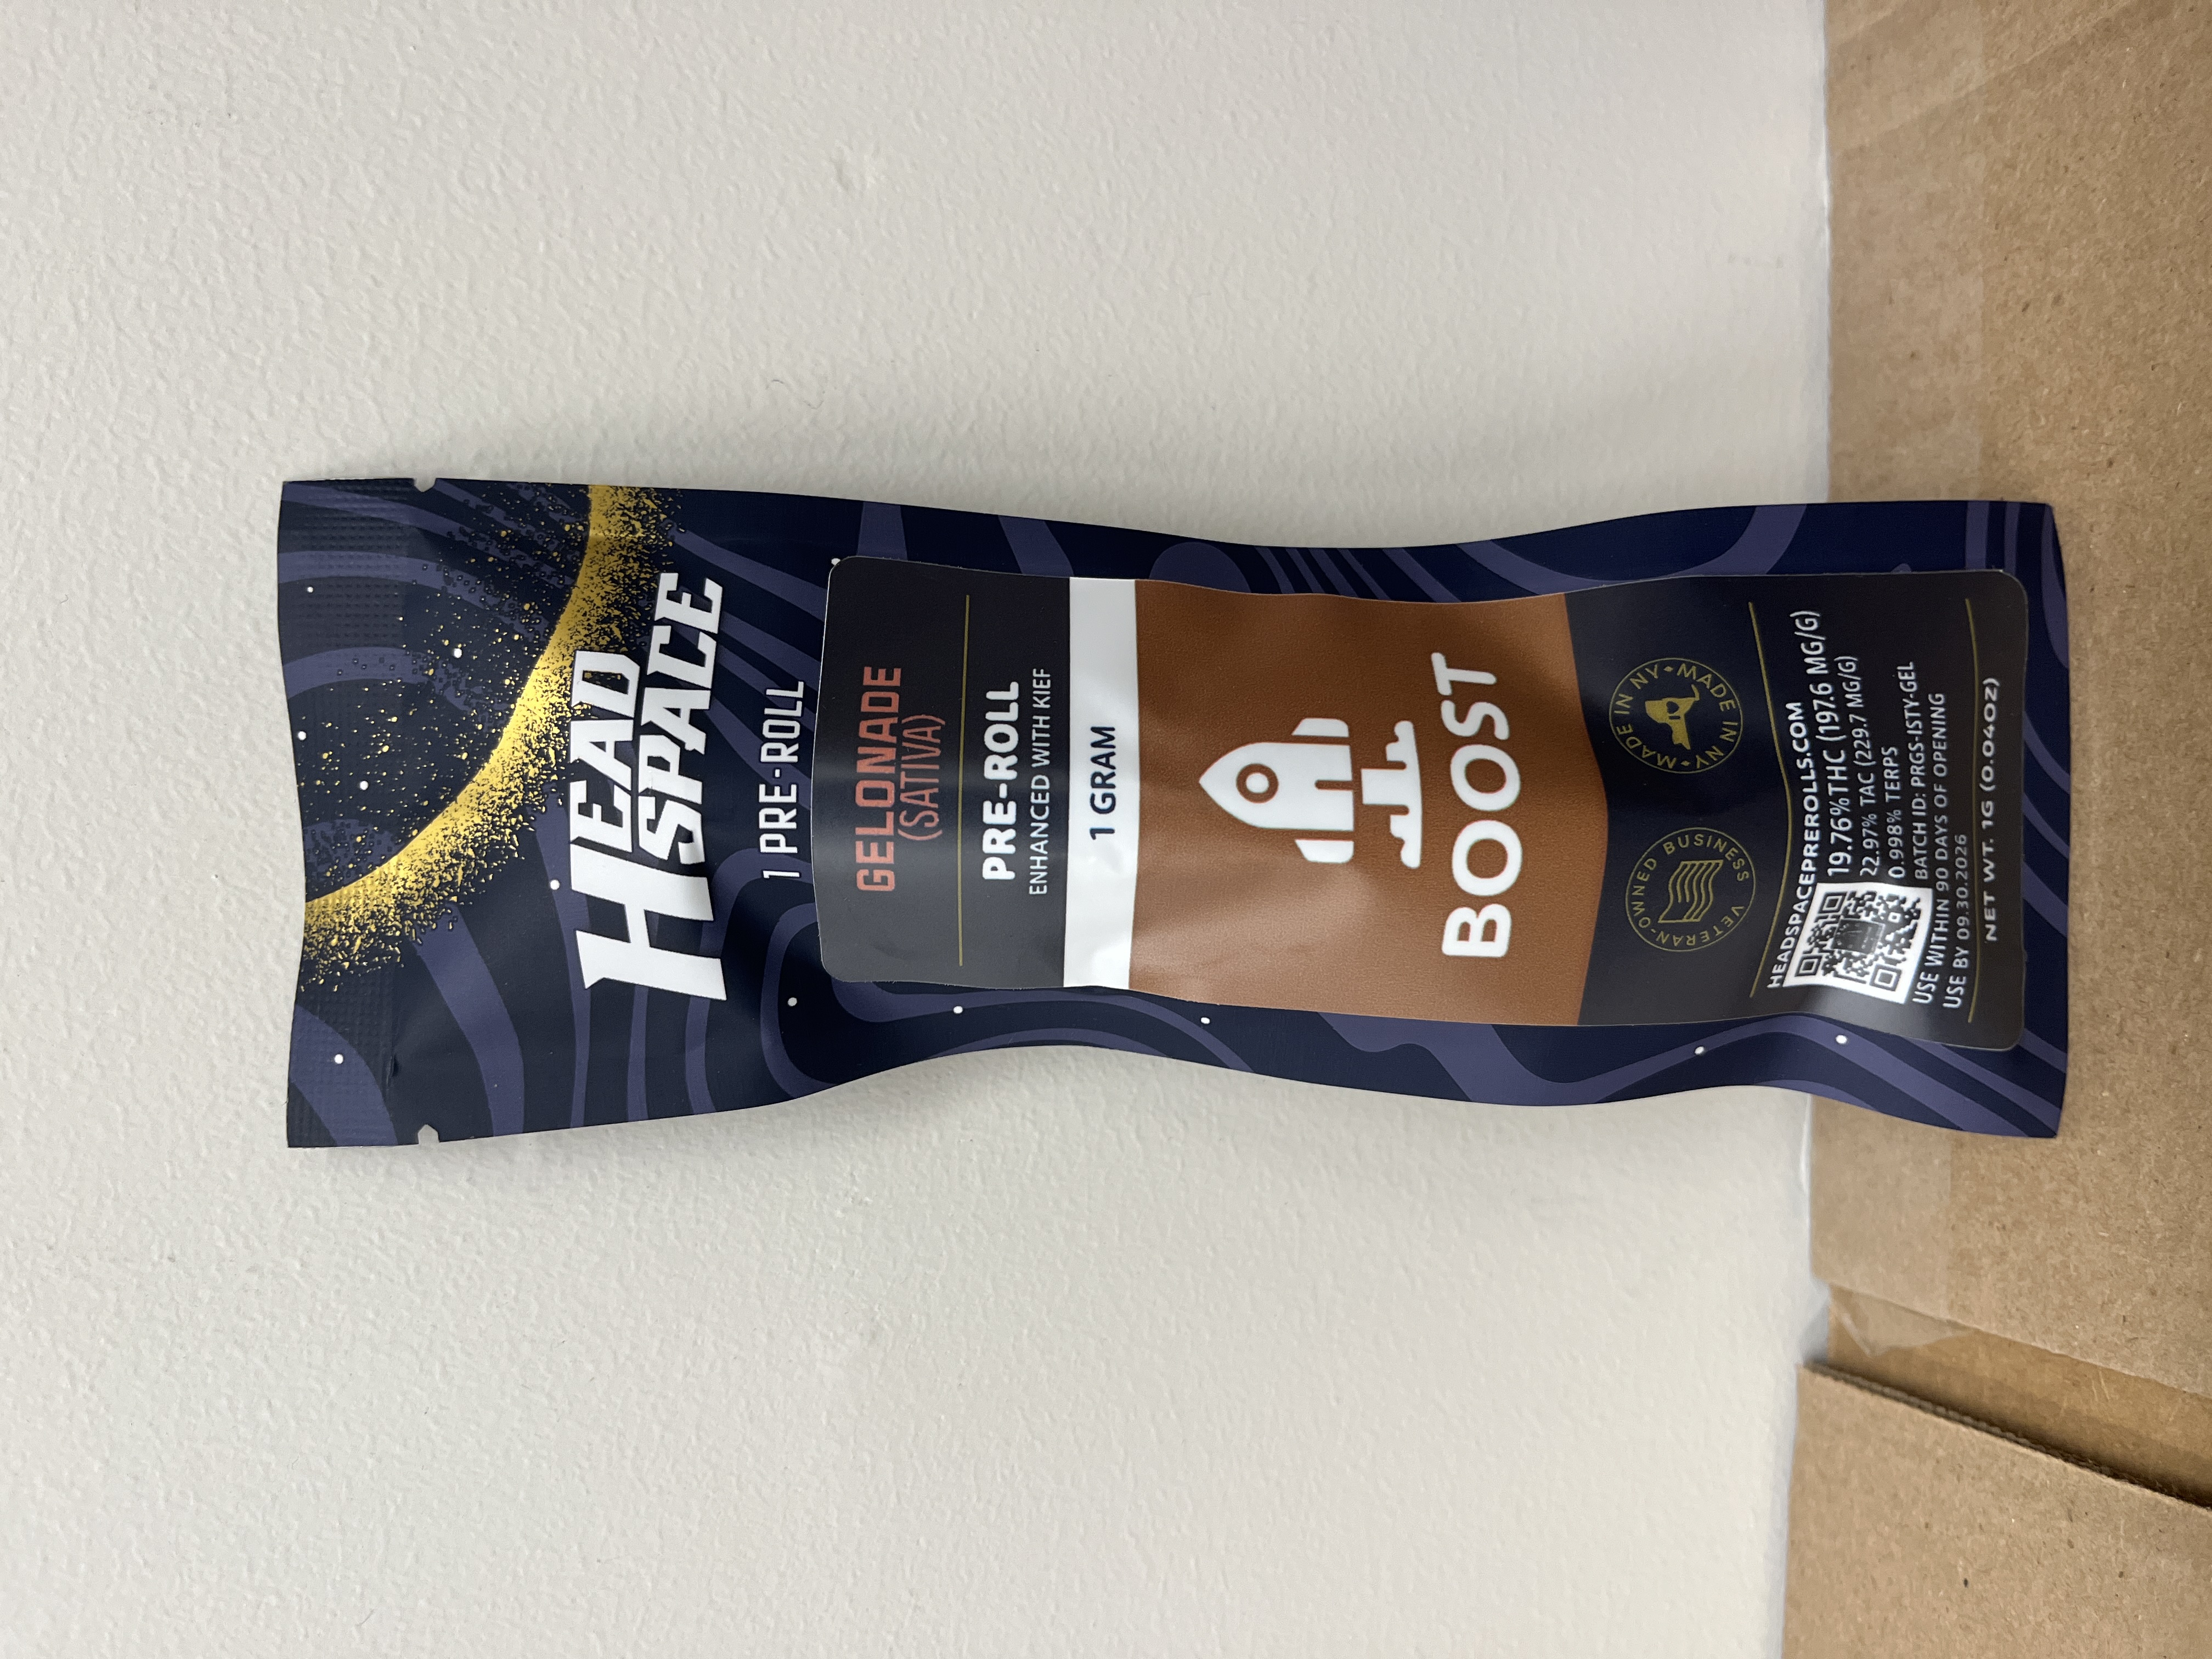 HEAD
SPACE
1 PRE-ROLL
GELONADE
(SATIVA)
PRE-ROLL
ENHANCED WITH KIEF
1 GRAM
BOOST
VETERAN-OWNED BUSINESS
MADE IN NY • MADE IN NY •
HEADSPACEPREROLLS.COM
19.76%THC (197.6 MG/G)
22.97% TAC (229.7 MG/G)
0.998% TERPS
BATCH ID: PRGS-ISTY-GEL
USE WITHIN 90 DAYS OF OPENING
USE BY 09.30.2026
NET WT. 1G (0.04OZ)